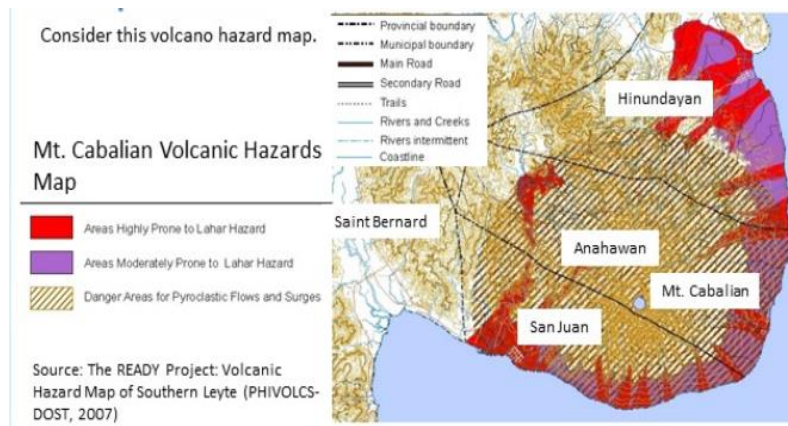 Consider this volcano hazard map.
Mt. Cabalian Volcanic Hazards
Map
Areas Highly Prone to Lahar Hazard
Areas Moderately Prone to Lahar Hazard
Danger Areas for Pyroclastic Flows and Surges
Source: The READY Project: Volcanic
Hazard Map of Southern Leyte (PHIVOLCS-
DOST, 2007)
Provincial boundary
Municipal boundary
Main Road
Secondary Road
Trails
Rivers and Creeks
Rivers intermittent
Coastline
Hinundayan
Saint Bernard
Anahawan
Mt. Cabalian
San Juan